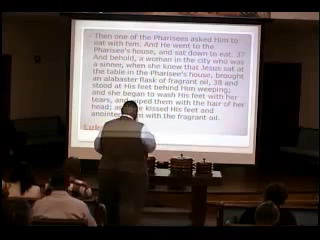 Then one of the Pharisees asked Him to
eat with him. And He went to the
Pharisee's house, and sat down to eat. 37
And behold, a woman in the city who was
a sinner, when she knew that Jesus sat at
the table in the Pharisee's house, brought
an alabaster flask of fragrant oil, 38 and
stood at His feet behind Him weeping;
and she began to wash His feet with her
tears, and wiped them with the hair of her
head; and she kissed His feet and
anointed them with the fragrant oil.